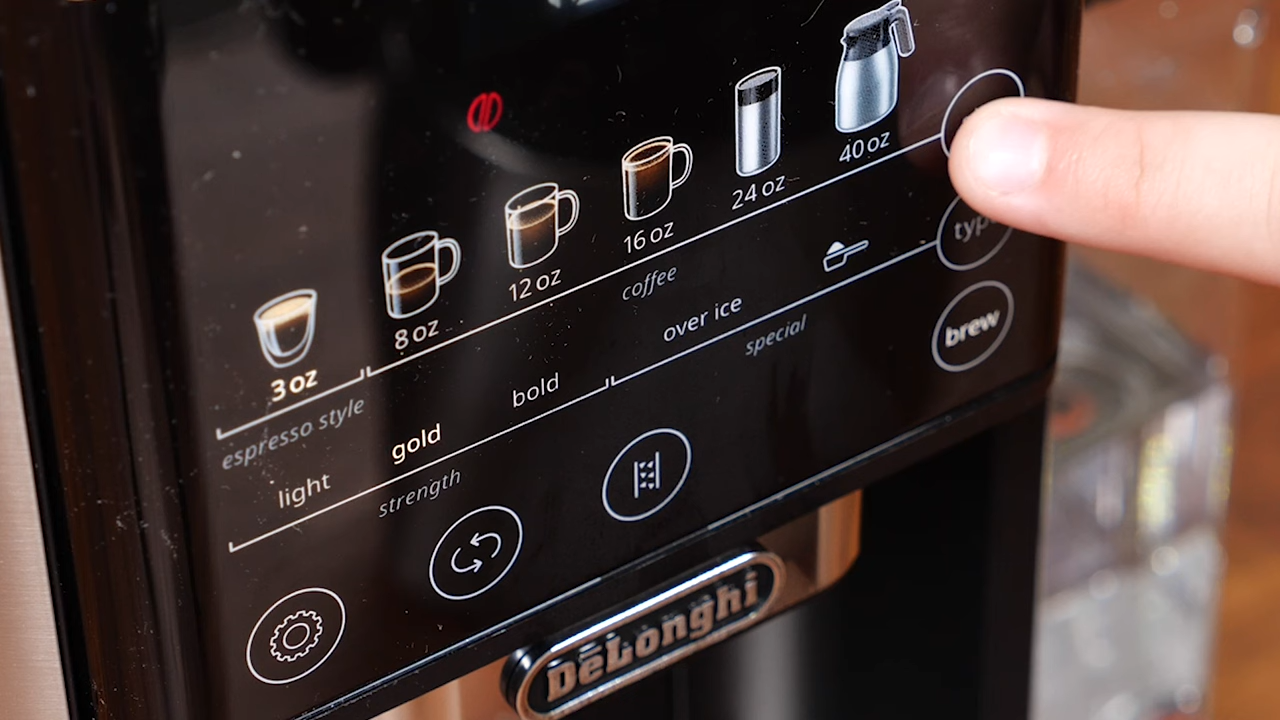 3 oz
8 oz
12 oz
16 oz
24 oz
40 oz
espresso style
coffee
light
gold
bold
over ice
strength
special
brew
DeLonghi